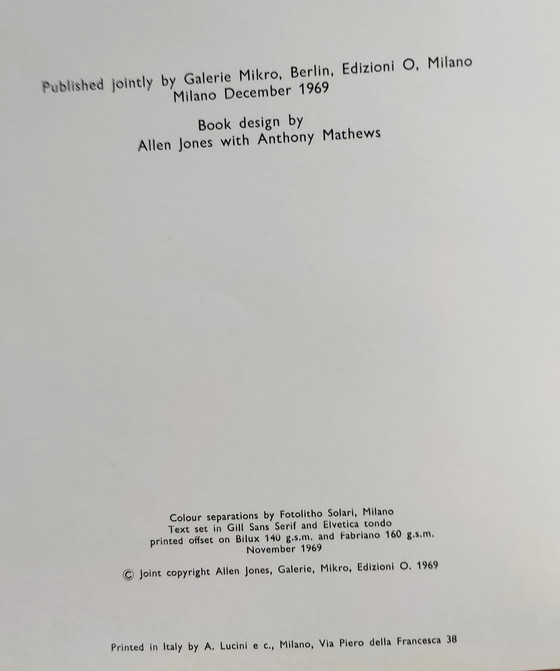 Published jointly by Galerie Mikro, Berlin, Edizioni O, Milano
Milano December 1969
Book design by
Allen Jones with Anthony Mathews
Colour separations by Fotolitho Solari, Milano
Text set in Gill Sans Serif and Elvetica tondo
printed offset on Bilux 140 g.s.m. and Fabriano 160 g.s.m.
November 1969
© Joint copyright Allen Jones, Galerie, Mikro, Edizioni O. 1969
Printed in Italy by A. Lucini e c., Milano, Via Piero della Francesca 38